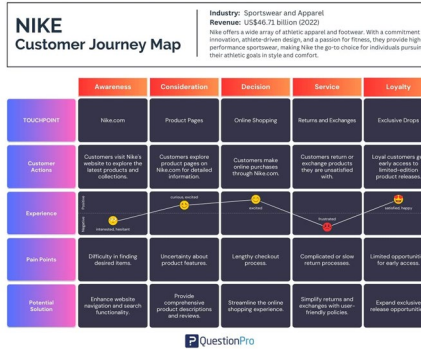 NIKE
Customer Journey Map
Industry: Sportswear and Apparel
Revenue: US$46.71 billion (2022)
Nike offers a wide array of athletic apparel and footwear. With a commitment
innovation, athlete-driven design, and a passion for fitness, they provide high
performance sportswear, making Nike the go-to choice for individuals pursuin
their athletic goals in style and comfort.
Awareness
Consideration
Decision
Service
Loyalty
TOUCHPOINT
Nike.com
Product Pages
Online Shopping
Returns and Exchanges
Exclusive Drops
Customer
Actions
Customers visit Nike's
website to explore the
latest products and
collections.
Customers explore
product pages on
Nike.com for detailed
information.
Customers make
online purchases
through Nike.com.
Customers return or
exchange products
they are unsatisfied
with.
Loyal customers g
early access to
limited-edition
product releases
Experience
Positive
Negative
interested, hesitant
curious, excited
excited
frustrated
satisfied, happy
Pain Points
Difficulty in finding
desired items.
Uncertainty about
product features.
Lengthy checkout
process.
Complicated or slow
return processes.
Limited opportuniti
for early access.
Potential
Solution
Enhance website
navigation and search
functionality.
Provide
comprehensive
product descriptions
and reviews.
Streamline the online
shopping experience.
Simplify returns and
exchanges with user-
friendly policies.
Expand exclusive
release opportunitie
QuestionPro